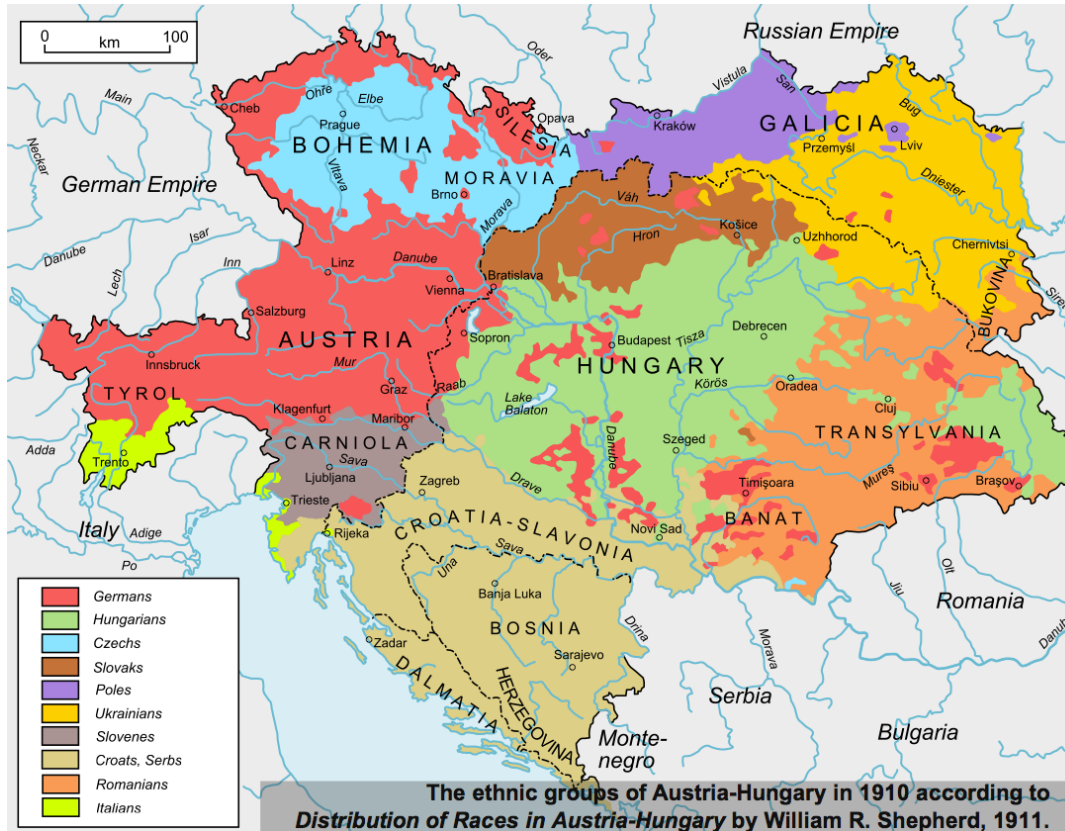 0 100
km
Russian Empire
Oder
Vistula
San
Main
Ohře
Elbe
Cheb
Prague
Opava
SILESIA
Kraków
Bug
GALICIA
BOHEMIA
Przemyśl
Lviv
Neckar
Vltava
MORAVIA
German Empire
Brno
Dniester
Morava
Váh
Hron
Košice
Uzhhorod
Isar
Danube
Lech
Inn
Linz
Danube
Vienna
Bratislava
Chernivtsi
BUKOVINA
Siret
Salzburg
AUSTRIA
Sopron
Budapest
Tisza
Debrecen
Innsbruck
Mur
HUNGARY
TYROL
Graz
Raab
Körös
Oradea
Lake
Balaton
Cluj
Klagenfurt
Maribor
CARNIOLA
TRANSYLVANIA
Adda
Trento
Sava
Ljubljana
Danube
Szeged
Mureș
Zagreb
Drave
Timişoara
Sibiu
Braşov
Trieste
Italy
Adige
Po
Rijeka
CROATIA-SLAVONIA
Novi Sad
BANAT
Sava
Una
Jiu
Olt
Banja Luka
Romania
BOSNIA
Drina
Morava
Danube
Zadar
Sarajevo
DALMATIA
HERZEGOVINA
Serbia
Monte-
negro
Bulgaria
Germans
Hungarians
Czechs
Slovaks
Poles
Ukrainians
Slovenes
Croats, Serbs
Romanians
Italians
The ethnic groups of Austria-Hungary in 1910 according to
Distribution of Races in Austria-Hungary by William R. Shepherd, 1911.